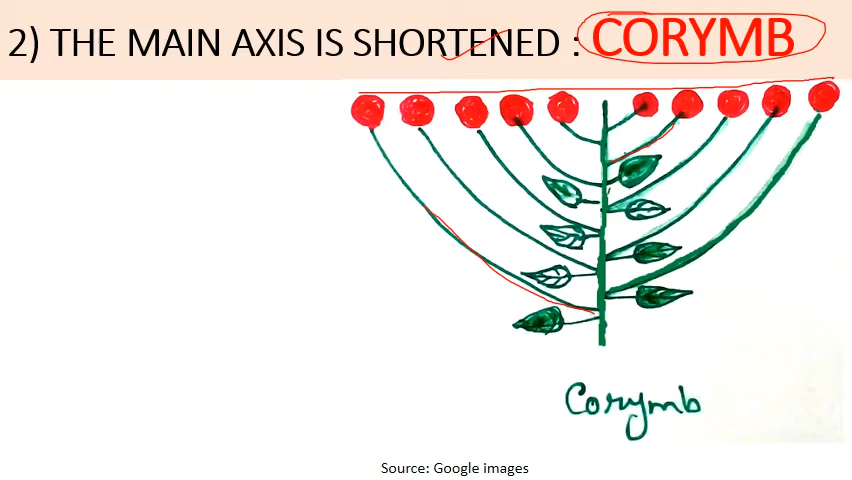 2) THE MAIN AXIS IS SHORTENED : CORYMB
Corymb
Source: Google images